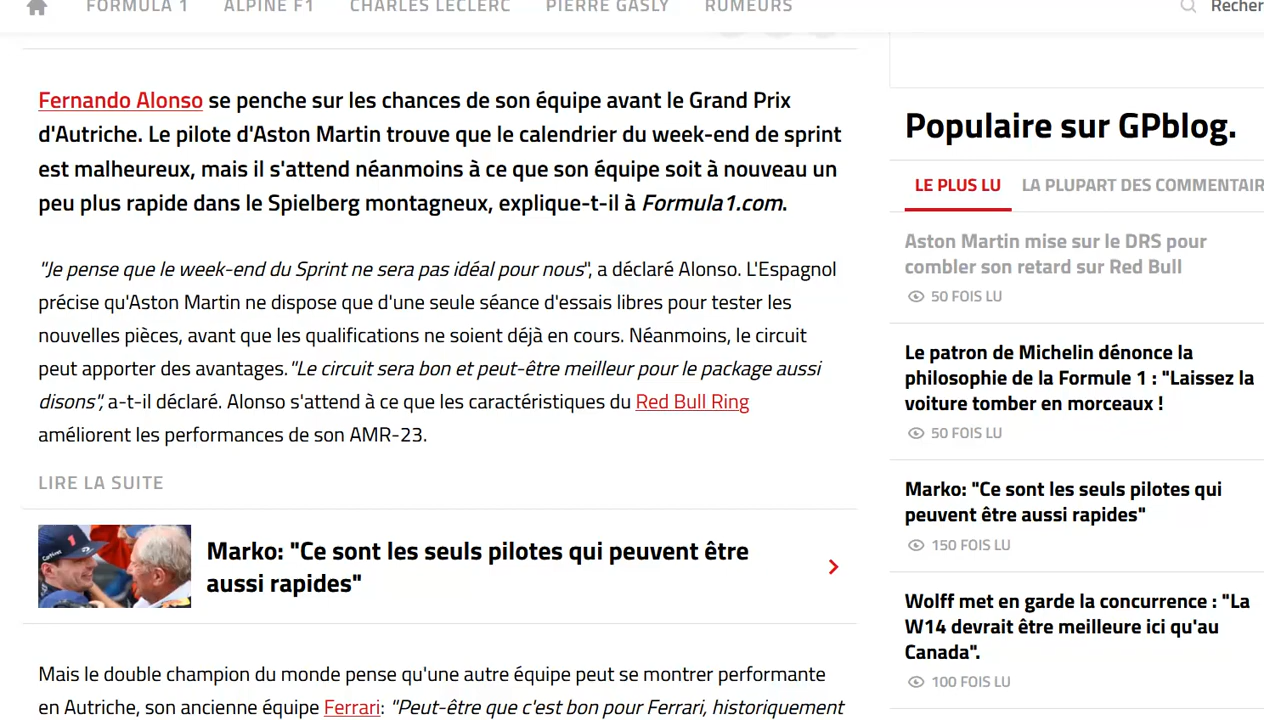 FORMULA 1 ALPINE F1 CHARLES LECLERC PIERRE GASLY RUMEURS Recher
Fernando Alonso se penche sur les chances de son équipe avant le Grand Prix
d'Autriche. Le pilote d'Aston Martin trouve que le calendrier du week-end de sprint
est malheureux, mais il s'attend néanmoins à ce que son équipe soit à nouveau un
peu plus rapide dans le Spielberg montagneux, explique-t-il à Formula1.com.
"Je pense que le week-end du Sprint ne sera pas idéal pour nous", a déclaré Alonso. L'Espagnol
précise qu'Aston Martin ne dispose que d'une seule séance d'essais libres pour tester les
nouvelles pièces, avant que les qualifications ne soient déjà en cours. Néanmoins, le circuit
peut apporter des avantages. "Le circuit sera bon et peut-être meilleur pour le package aussi
disons", a-t-il déclaré. Alonso s'attend à ce que les caractéristiques du Red Bull Ring
améliorent les performances de son AMR-23.
LIRE LA SUITE
Marko: "Ce sont les seuls pilotes qui peuvent être
aussi rapides"
Mais le double champion du monde pense qu'une autre équipe peut se montrer performante
en Autriche, son ancienne équipe Ferrari: "Peut-être que c'est bon pour Ferrari, historiquement
Populaire sur GPblog.
LE PLUS LU LA PLUPART DES COMMENTAIR
Aston Martin mise sur le DRS pour
combler son retard sur Red Bull
50 FOIS LU
Le patron de Michelin dénonce la
philosophie de la Formule 1 : "Laissez la
voiture tomber en morceaux !
50 FOIS LU
Marko: "Ce sont les seuls pilotes qui
peuvent être aussi rapides"
150 FOIS LU
Wolff met en garde la concurrence : "La
W14 devrait être meilleure ici qu'au
Canada".
100 FOIS LU